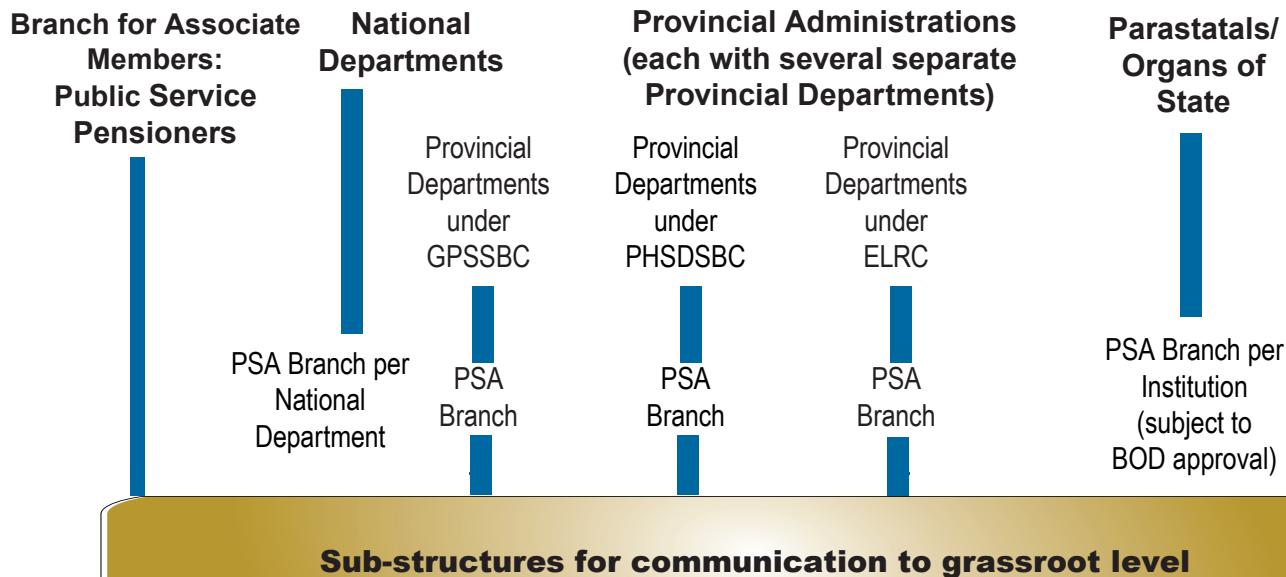 Branch for Associate
Members:
Public Service
Pensioners
National
Departments
Provincial Administrations
(each with several separate
Provincial Departments)
Parastatals/
Organs of
State
Provincial
Departments
under
GPSSBC
Provincial
Departments
under
PHSDSBC
Provincial
Departments
under
ELRC
PSA Branch per
National
Department
PSA
Branch
PSA
Branch
PSA
Branch
PSA Branch per
Institution
(subject to
BOD approval)
Sub-structures for communication to grassroot level